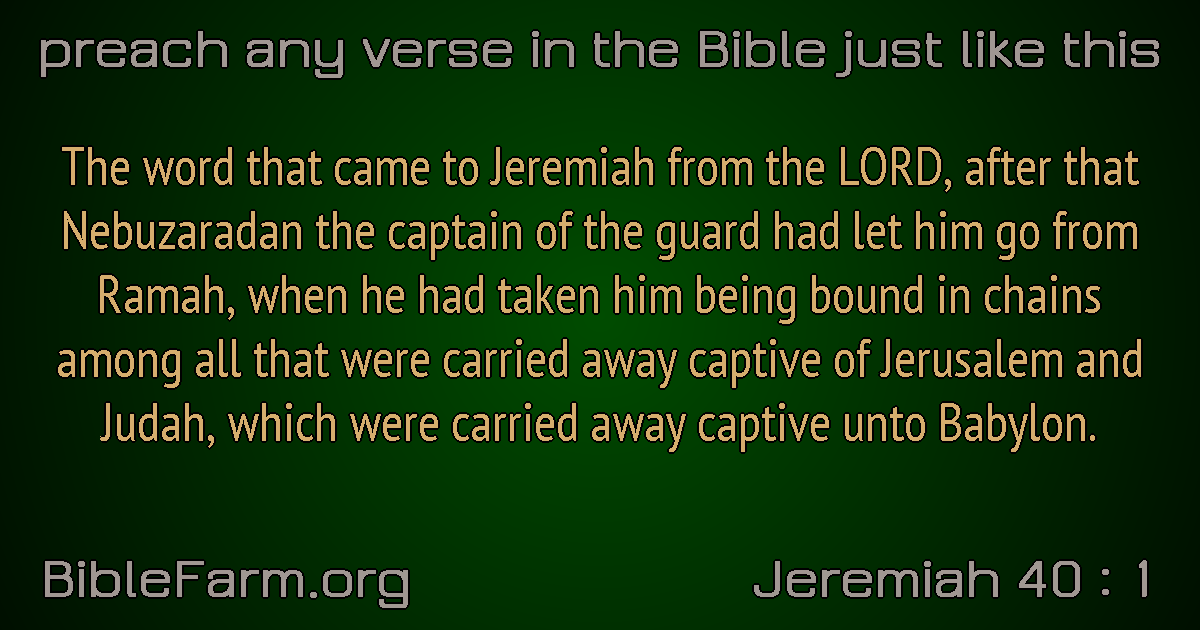 preach any verse in the Bible just like this
The word that came to Jeremiah from the LORD, after that
Nebuzaradan the captain of the guard had let him go from
Ramah, when he had taken him being bound in chains
among all that were carried away captive of Jerusalem and
Judah, which were carried away captive unto Babylon.
BibleFarm.org
Jeremiah 40 : 1